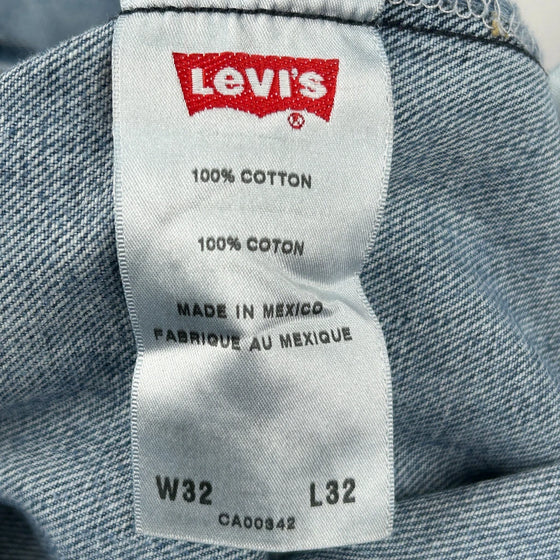 Levi's
®
100% COTTON
100% COTON
MADE IN MEXICO
FABRIQUE AU MEXIQUE
W32 L32
CA00342